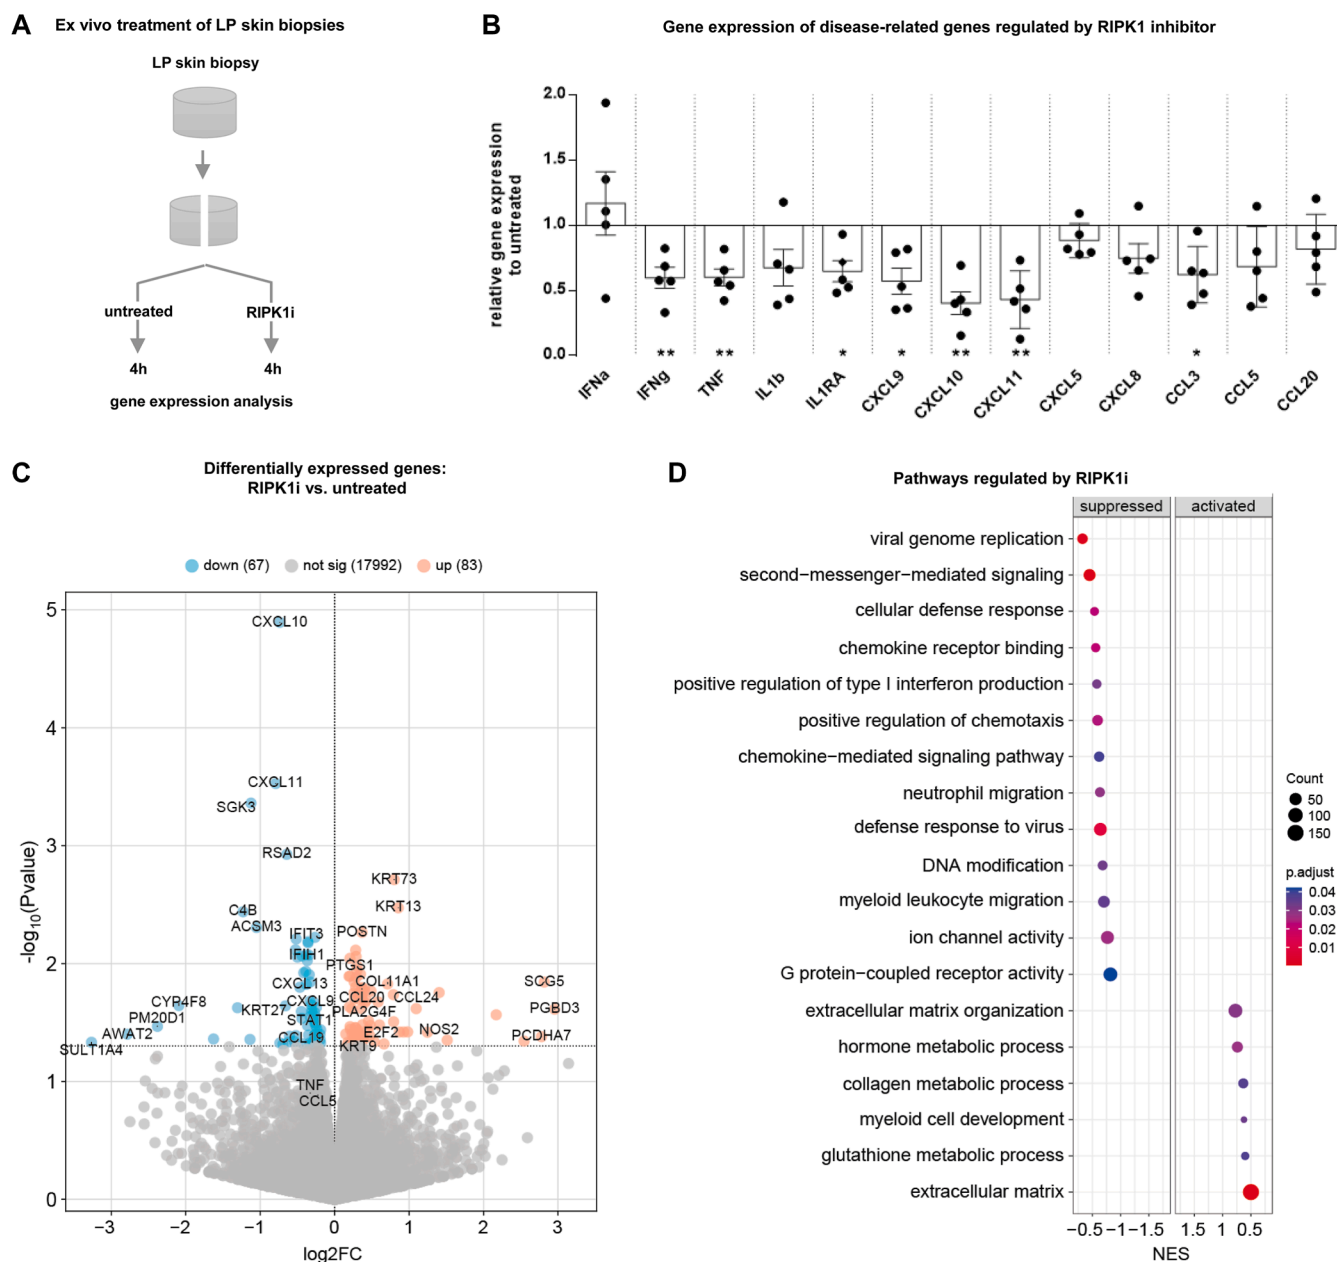 A
Ex vivo treatment of LP skin biopsies
LP skin biopsy
untreated
RIPK1i
4h
4h
gene expression analysis
B
Gene expression of disease-related genes regulated by RIPK1 inhibitor
relative gene expression
to untreated
2.0
1.5
1.0
0.5
0.0
** ** * * ** ** *
IFNa
IFNg
TNF
IL1b
IL1RA
CXCL9
CXCL10
CXCL11
CXCL5
CXCL8
CCL3
CCL5
CCL20
C
Differentially expressed genes:
RIPK1i vs. untreated
down (67)
not sig (17992)
up (83)
-log10(Pvalue)
5
4
3
2
1
0
CXCL10
CXCL11
SGK3
RSAD2
KRT73
KRT13
C4B
ACSM3
IFIT3
POSTN
IFIH1
PTGS1
CXCL13
COL11A1
SCG5
CYP4F8
CXCL9
CCL20
CCL24
KRT27
PLA2G4F
PGBD3
PM20D1
STAT1
AWAT2
CCL19
E2F2
NOS2
PCDHA7
SULT1A4
KRT9
TNF
CCL5
−3 −2 −1 0 1 2 3
log2FC
D
Pathways regulated by RIPK1i
suppressed
activated
viral genome replication
second−messenger−mediated signaling
cellular defense response
chemokine receptor binding
positive regulation of type I interferon production
positive regulation of chemotaxis
chemokine−mediated signaling pathway
neutrophil migration
defense response to virus
DNA modification
myeloid leukocyte migration
ion channel activity
G protein−coupled receptor activity
extracellular matrix organization
hormone metabolic process
collagen metabolic process
myeloid cell development
glutathione metabolic process
extracellular matrix
−0.5 −1 −1.5
1.5 1 0.5
NES
Count
50
100
150
p.adjust
0.04
0.03
0.02
0.01